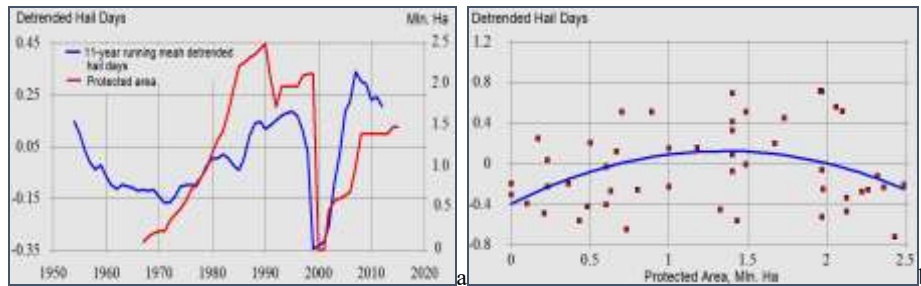 Detrended Hail Days
Mln. Ha
0.45
0.25
0.05
-0.15
-0.35
11-year running mean detrended
hail days
Protected area
2.5
2.0
1.5
1.0
0.5
0
1950 1960 1970 1980 1990 2000 2010 2020
a
Detrended Hail Days
1.2
0.8
0.4
0
-0.4
-0.8
0 0.5 1 1.5 2 2.5
Protected Area, Mln. Ha